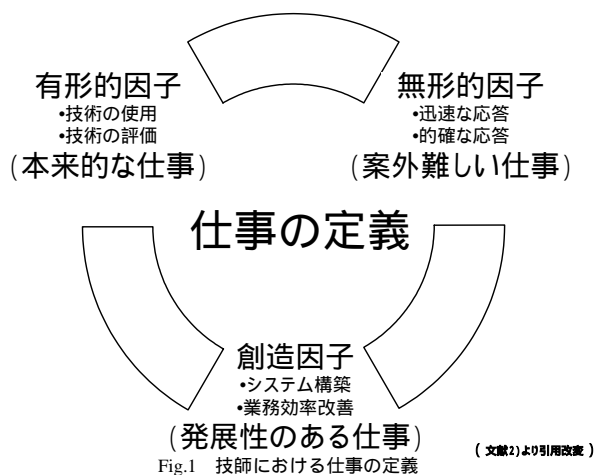 有形的因子
•技術の使用
•技術の評価
(本来的な仕事)
無形的因子
•迅速な応答
•的確な応答
(案外難しい仕事)
仕事の定義
創造因子
•システム構築
•業務効率改善
(発展性のある仕事)
(文献2)より引用改変)
Fig.1 技師における仕事の定義